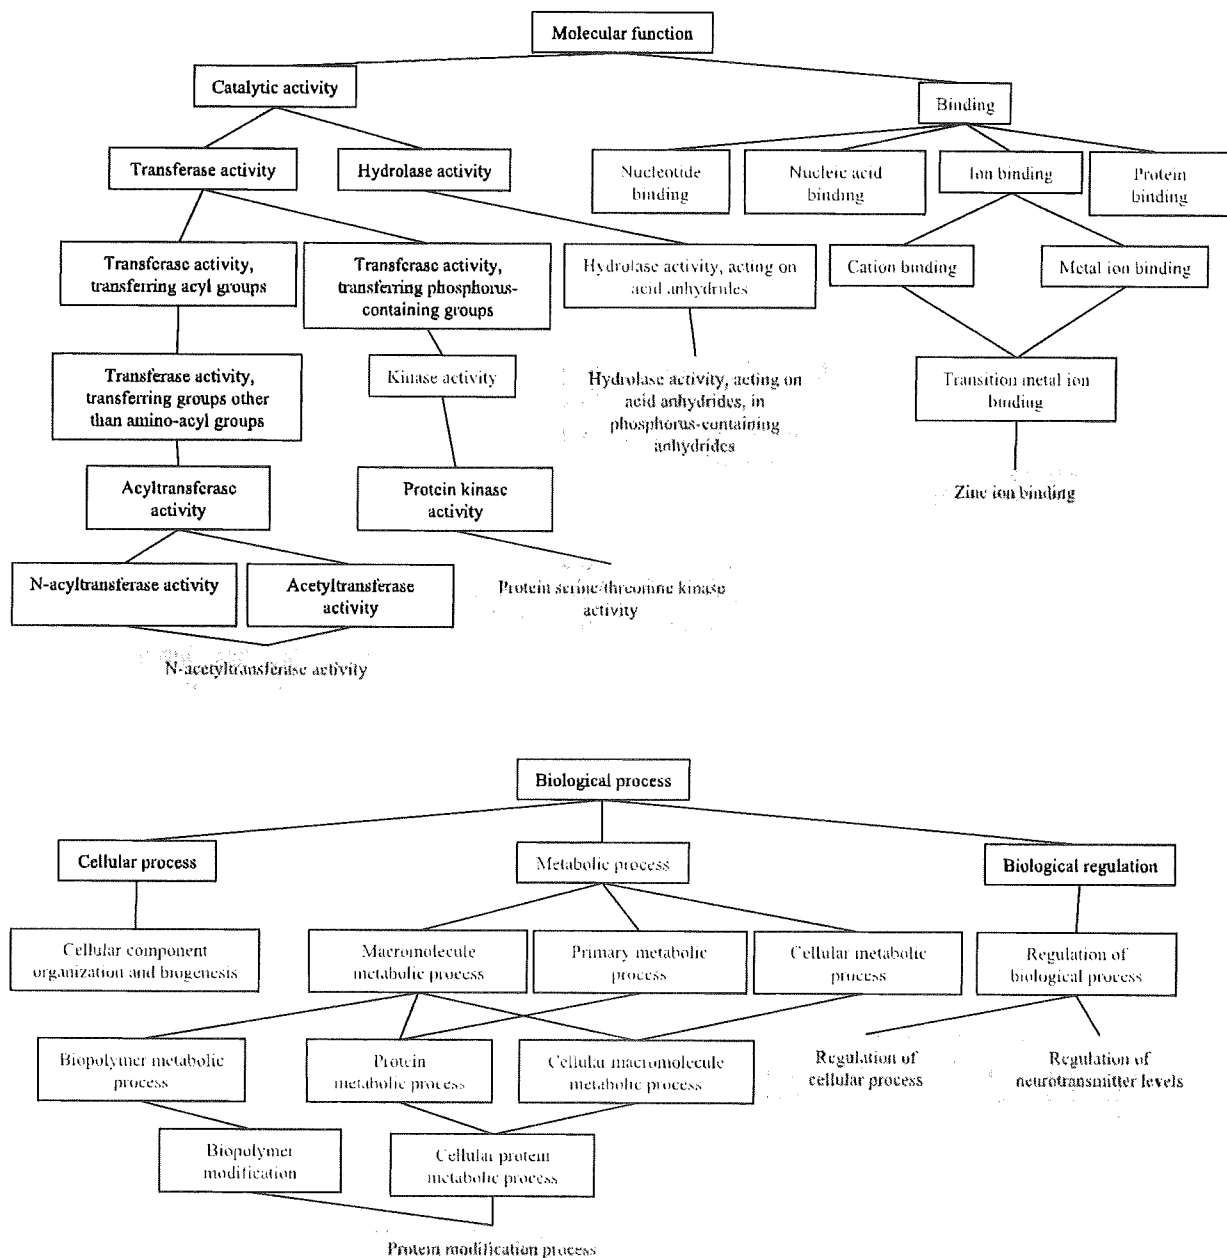 Molecular function
Catalytic activity
Binding
Transferase activity
Hydrolase activity
Nucleotide
binding
Nucleic acid
binding
Ion binding
Protein
binding
Transferase activity,
transferring acyl groups
Transferase activity,
transferring phosphorus-
containing groups
Hydrolase activity, acting on
acid anhydrides
Cation binding
Metal ion binding
Transferase activity,
transferring groups other
than amino-acyl groups
Kinase activity
Hydrolase activity, acting on
acid anhydrides, in
phosphorus-containing
anhydrides
Transition metal ion
binding
Acyltransferase
activity
Protein kinase
activity
Zinc ion binding
N-acyltransferase activity
Acetyltransferase
activity
Protein serine/threonine kinase
activity
N-acetyltransferase activity
Biological process
Cellular process
Metabolic process
Biological regulation
Cellular component
organization and biogenesis
Macromolecule
metabolic process
Primary metabolic
process
Cellular metabolic
process
Regulation of
biological process
Biopolymer metabolic
process
Protein
metabolic process
Cellular macromolecule
metabolic process
Regulation of
cellular process
Regulation of
neurotransmitter levels
Biopolymer
modification
Cellular protein
metabolic process
Protein modification process